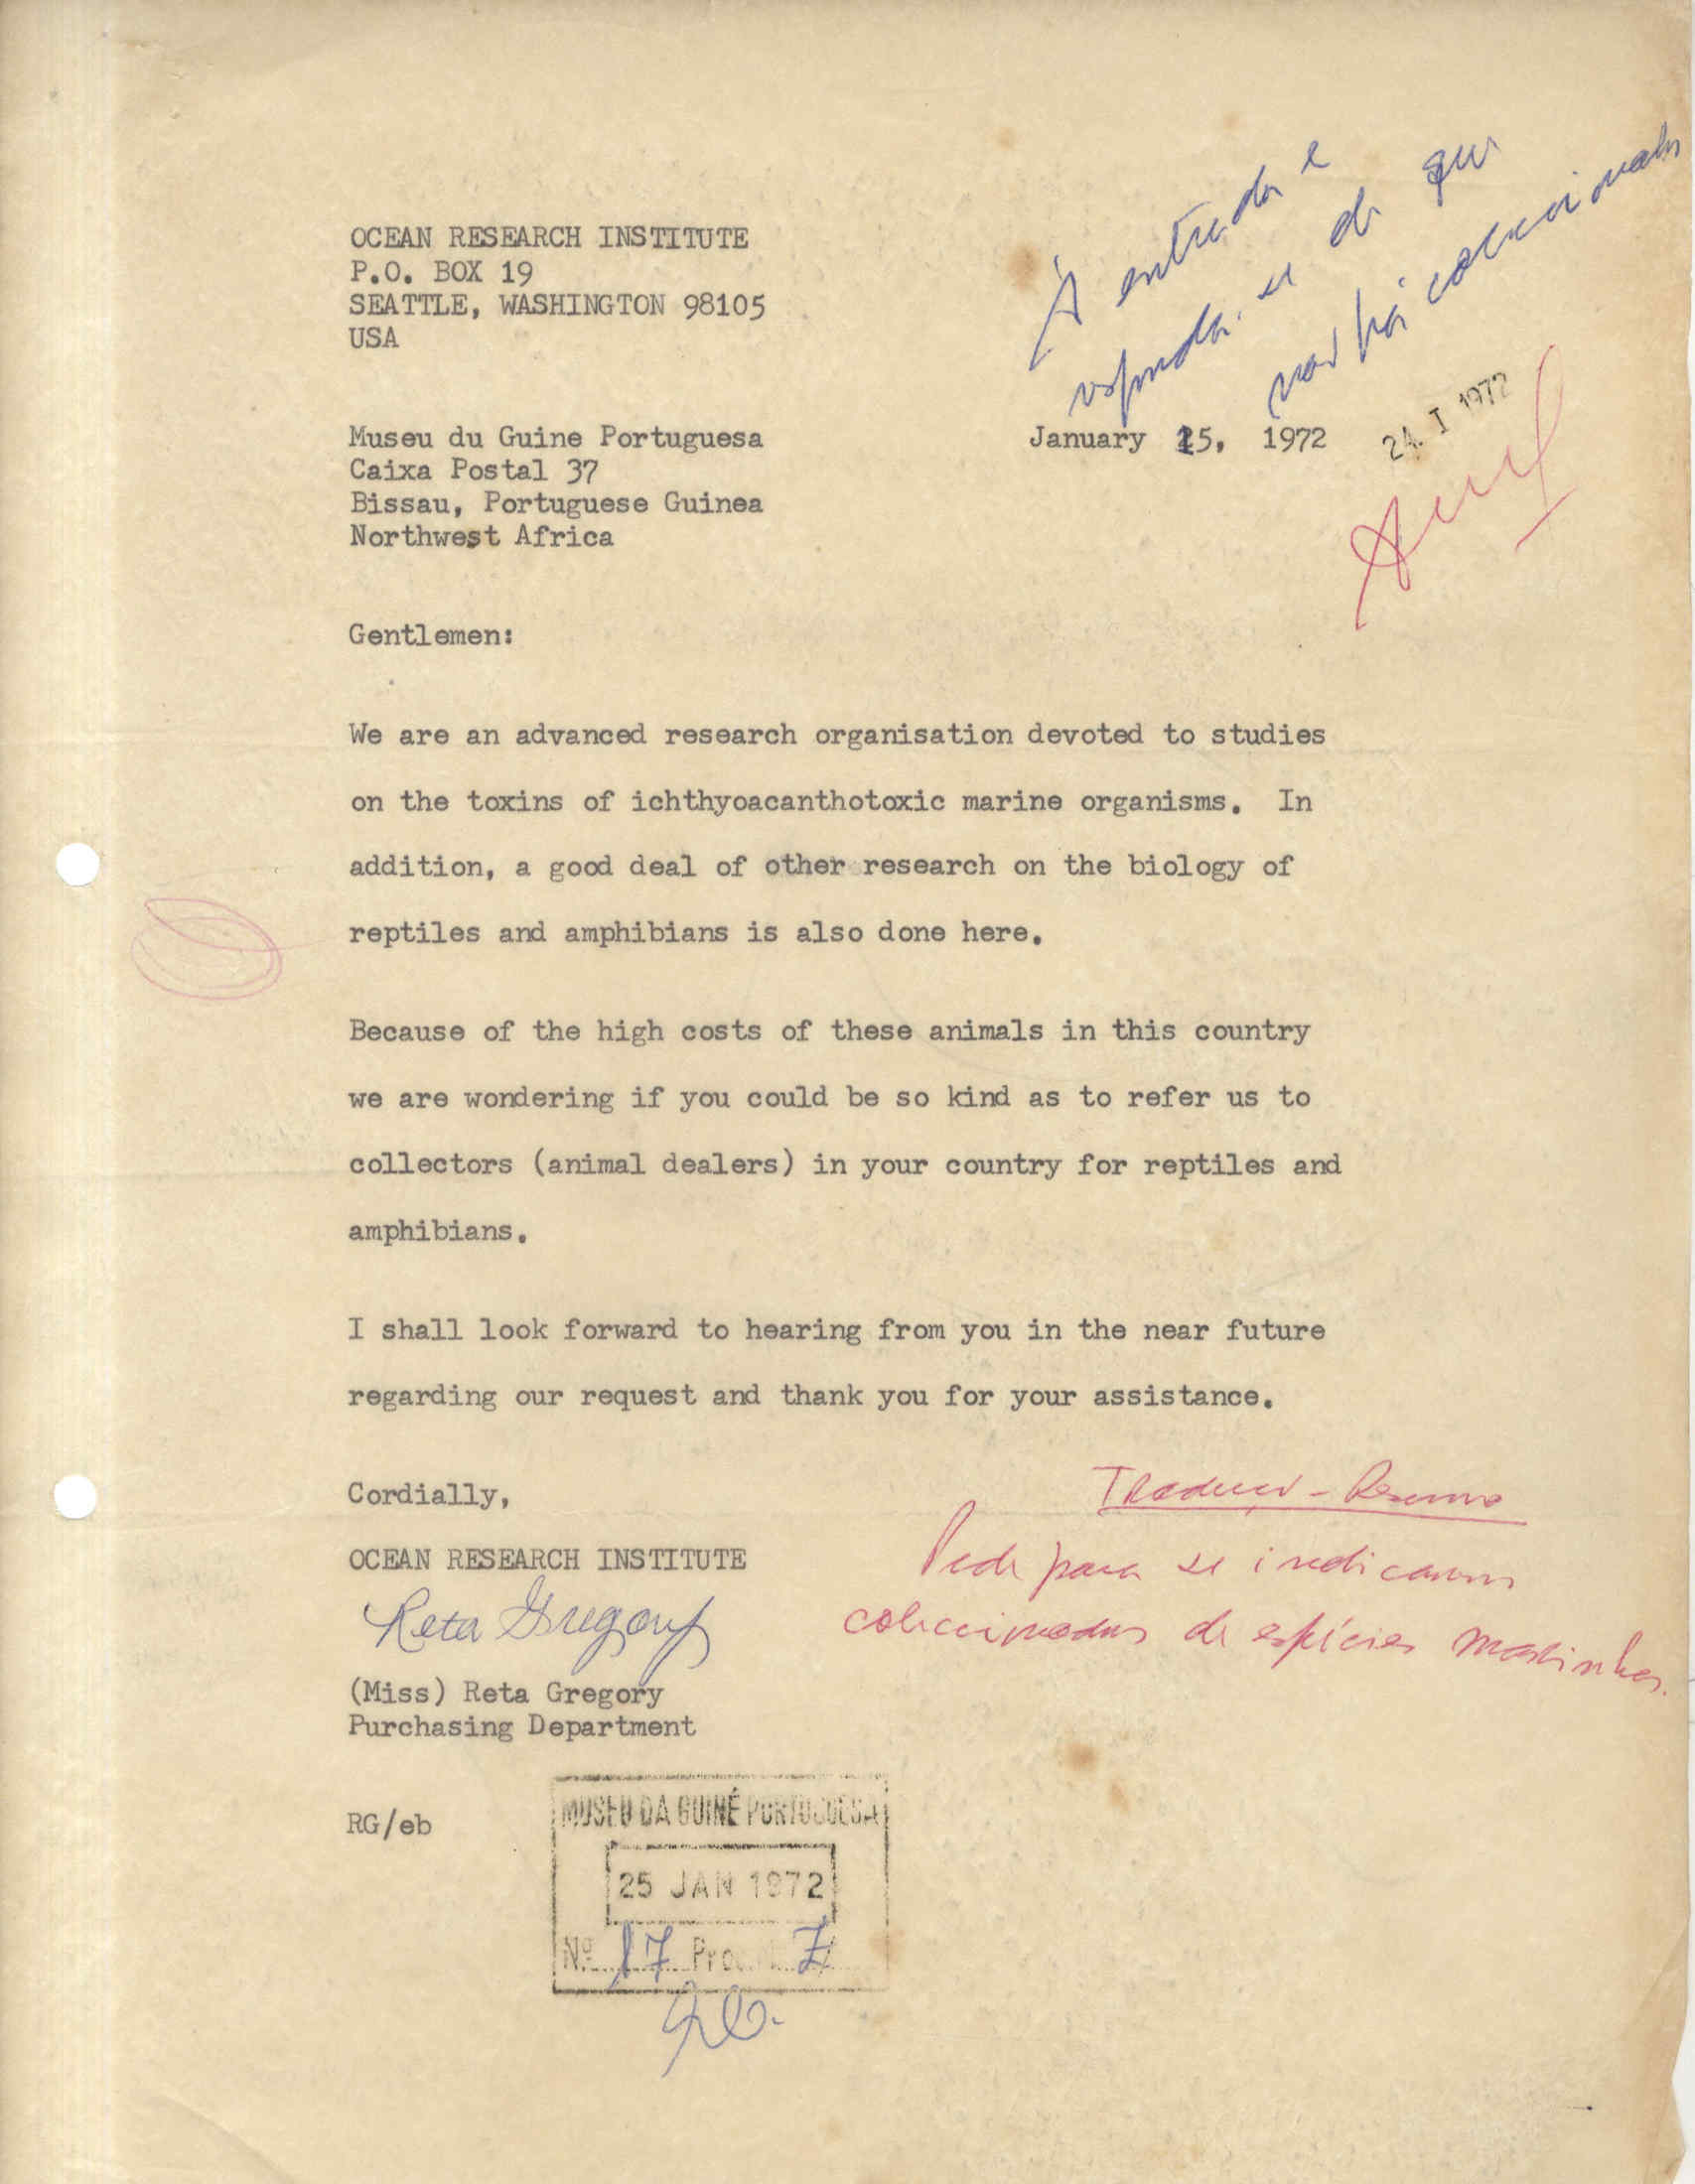 OCEAN RESEARCH INSTITUTE
P.O. BOX 19
SEATTLE, WASHINGTON 98105
USA
À entrada e
responda-se de que
não há coleccionadores
Museu du Guine Portuguesa
Caixa Postal 37
Bissau, Portuguese Guinea
Northwest Africa
January 15, 1972
24. I 1972
Gentlemen:
We are an advanced research organisation devoted to studies
on the toxins of ichthyoacanthotoxic marine organisms. In
addition, a good deal of other research on the biology of
reptiles and amphibians is also done here.
Because of the high costs of these animals in this country
we are wondering if you could be so kind as to refer us to
collectors (animal dealers) in your country for reptiles and
amphibians.
I shall look forward to hearing from you in the near future
regarding our request and thank you for your assistance.
Cordially,
OCEAN RESEARCH INSTITUTE
Reta Gregory
(Miss) Reta Gregory
Purchasing Department
Tradução - Resumo
Pede para se indicarem
coleccionadores de espécies marinhas.
RG/eb
MUSEU DA GUINÉ PORTUGUESA
25 JAN 1972
Nº 17 Proc. 7